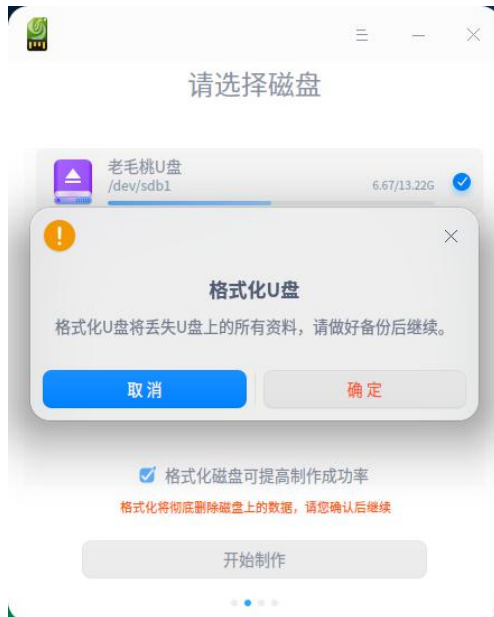 请选择磁盘
老毛桃U盘
/dev/sdb1
6.67/13.22G
格式化U盘
格式化U盘将丢失U盘上的所有资料，请做好备份后继续。
取消
确定
格式化磁盘可提高制作成功率
格式化将彻底删除磁盘上的数据，请您确认后继续
开始制作